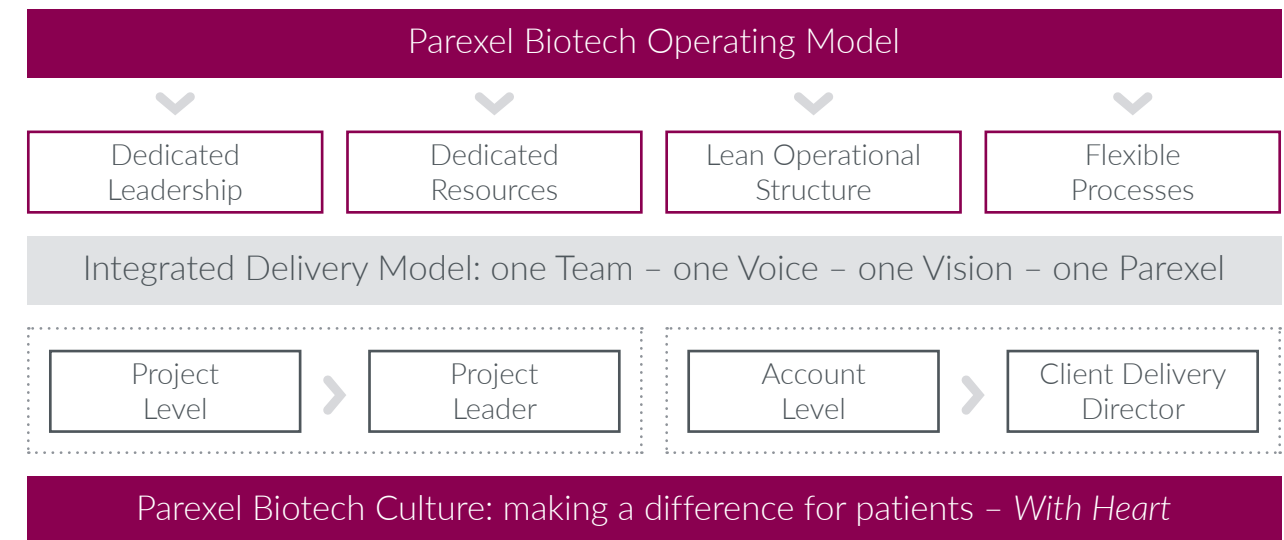 Parexel Biotech Operating Model
Dedicated
Leadership
Dedicated
Resources
Lean Operational
Structure
Flexible
Processes
Integrated Delivery Model: one Team – one Voice – one Vision – one Parexel
Project
Level
Project
Leader
Account
Level
Client Delivery
Director
Parexel Biotech Culture: making a difference for patients – With Heart